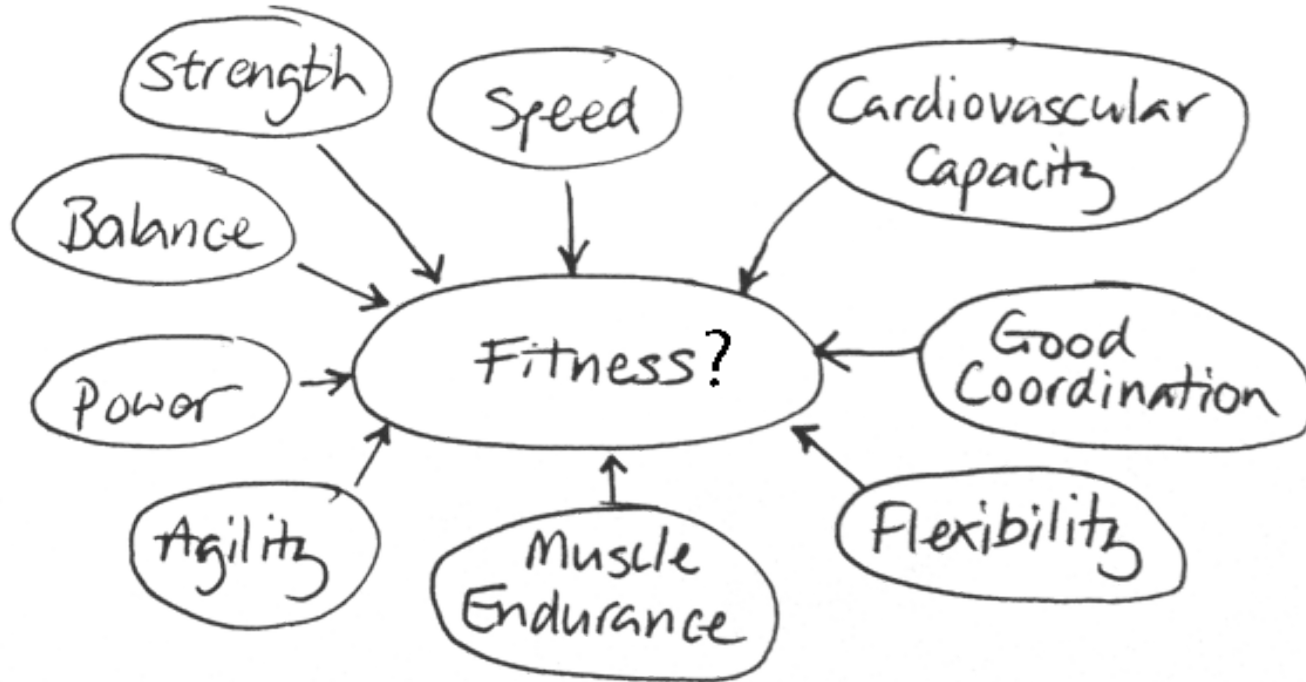 Strength
Speed
Cardiovascular
Capacity
Balance
Fitness?
Good
Coordination
Power
Agility
Muscle
Endurance
Flexibility